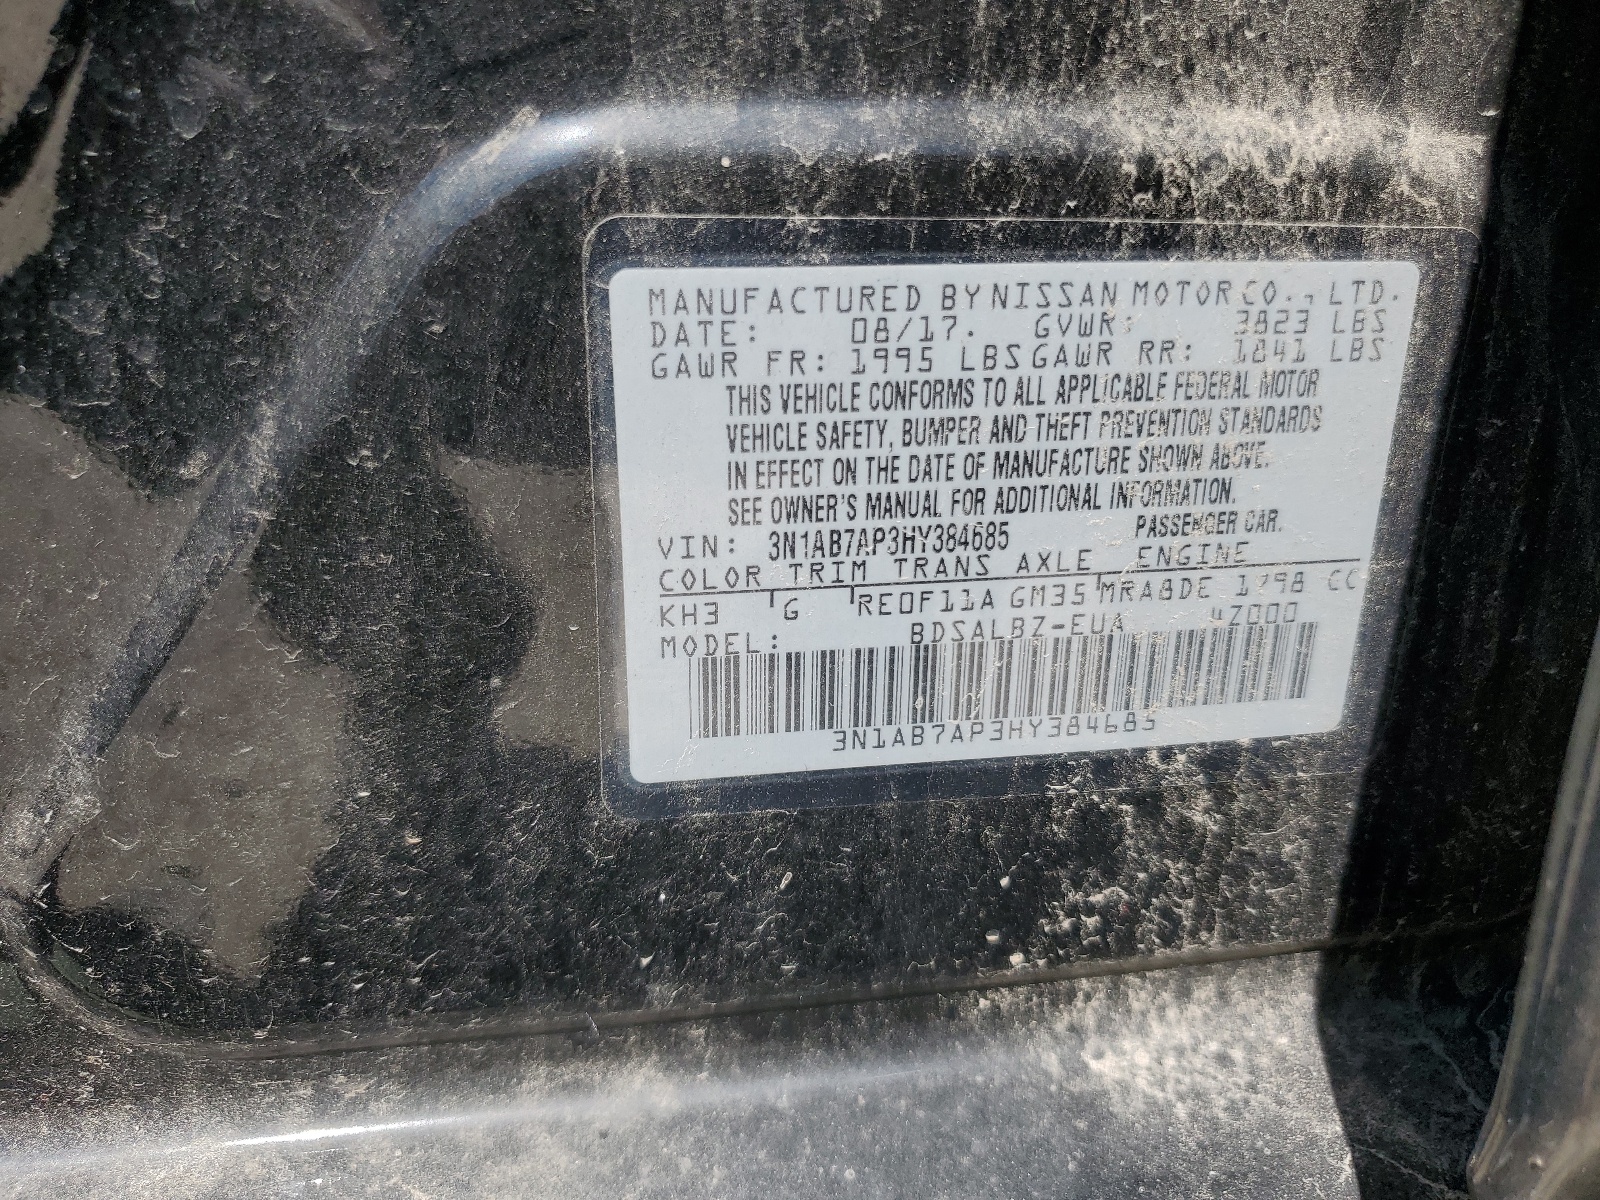 MANUFACTURED BY NISSAN MOTOR CO., LTD.
DATE: 08/17. GVWR: 3823 LBS
GAWR FR: 1995 LBS GAWR RR: 1841 LBS
THIS VEHICLE CONFORMS TO ALL APPLICABLE FEDERAL MOTOR
VEHICLE SAFETY, BUMPER AND THEFT PREVENTION STANDARDS
IN EFFECT ON THE DATE OF MANUFACTURE SHOWN ABOVE.
SEE OWNER'S MANUAL FOR ADDITIONAL INFORMATION.
VIN: 3N1AB7AP3HY384685 PASSENGER CAR.
COLOR TRIM TRANS AXLE ENGINE
KH3 G RE0F11A GM35 MRA8DE 1798 CC
MODEL: BDSALBZ-EUA 4Z000
3N1AB7AP3HY384685